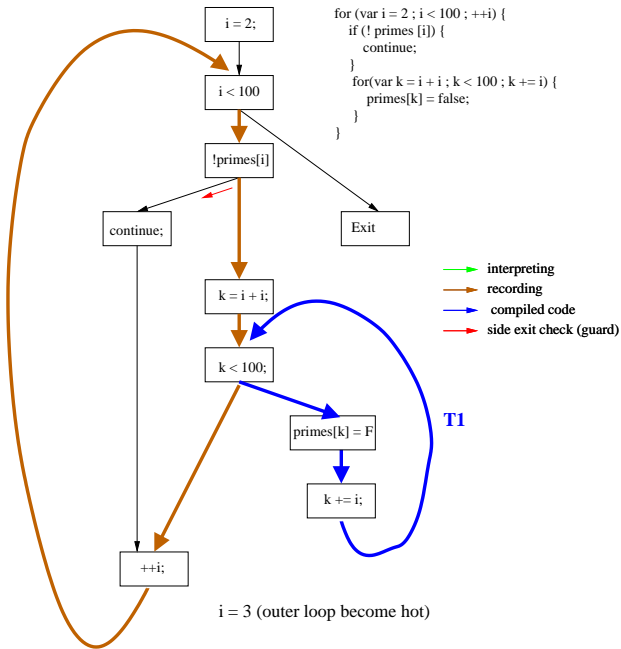 i = 2;
for (var i = 2 ; i < 100 ; ++i) {
if (! primes [i]) {
continue;
}
for(var k = i + i ; k < 100 ; k += i) {
primes[k] = false;
}
}
i < 100
!primes[i]
continue;
Exit
interpreting
recording
compiled code
side exit check (guard)
k = i + i;
k < 100;
T1
primes[k] = F
k += i;
++i;
i = 3 (outer loop become hot)